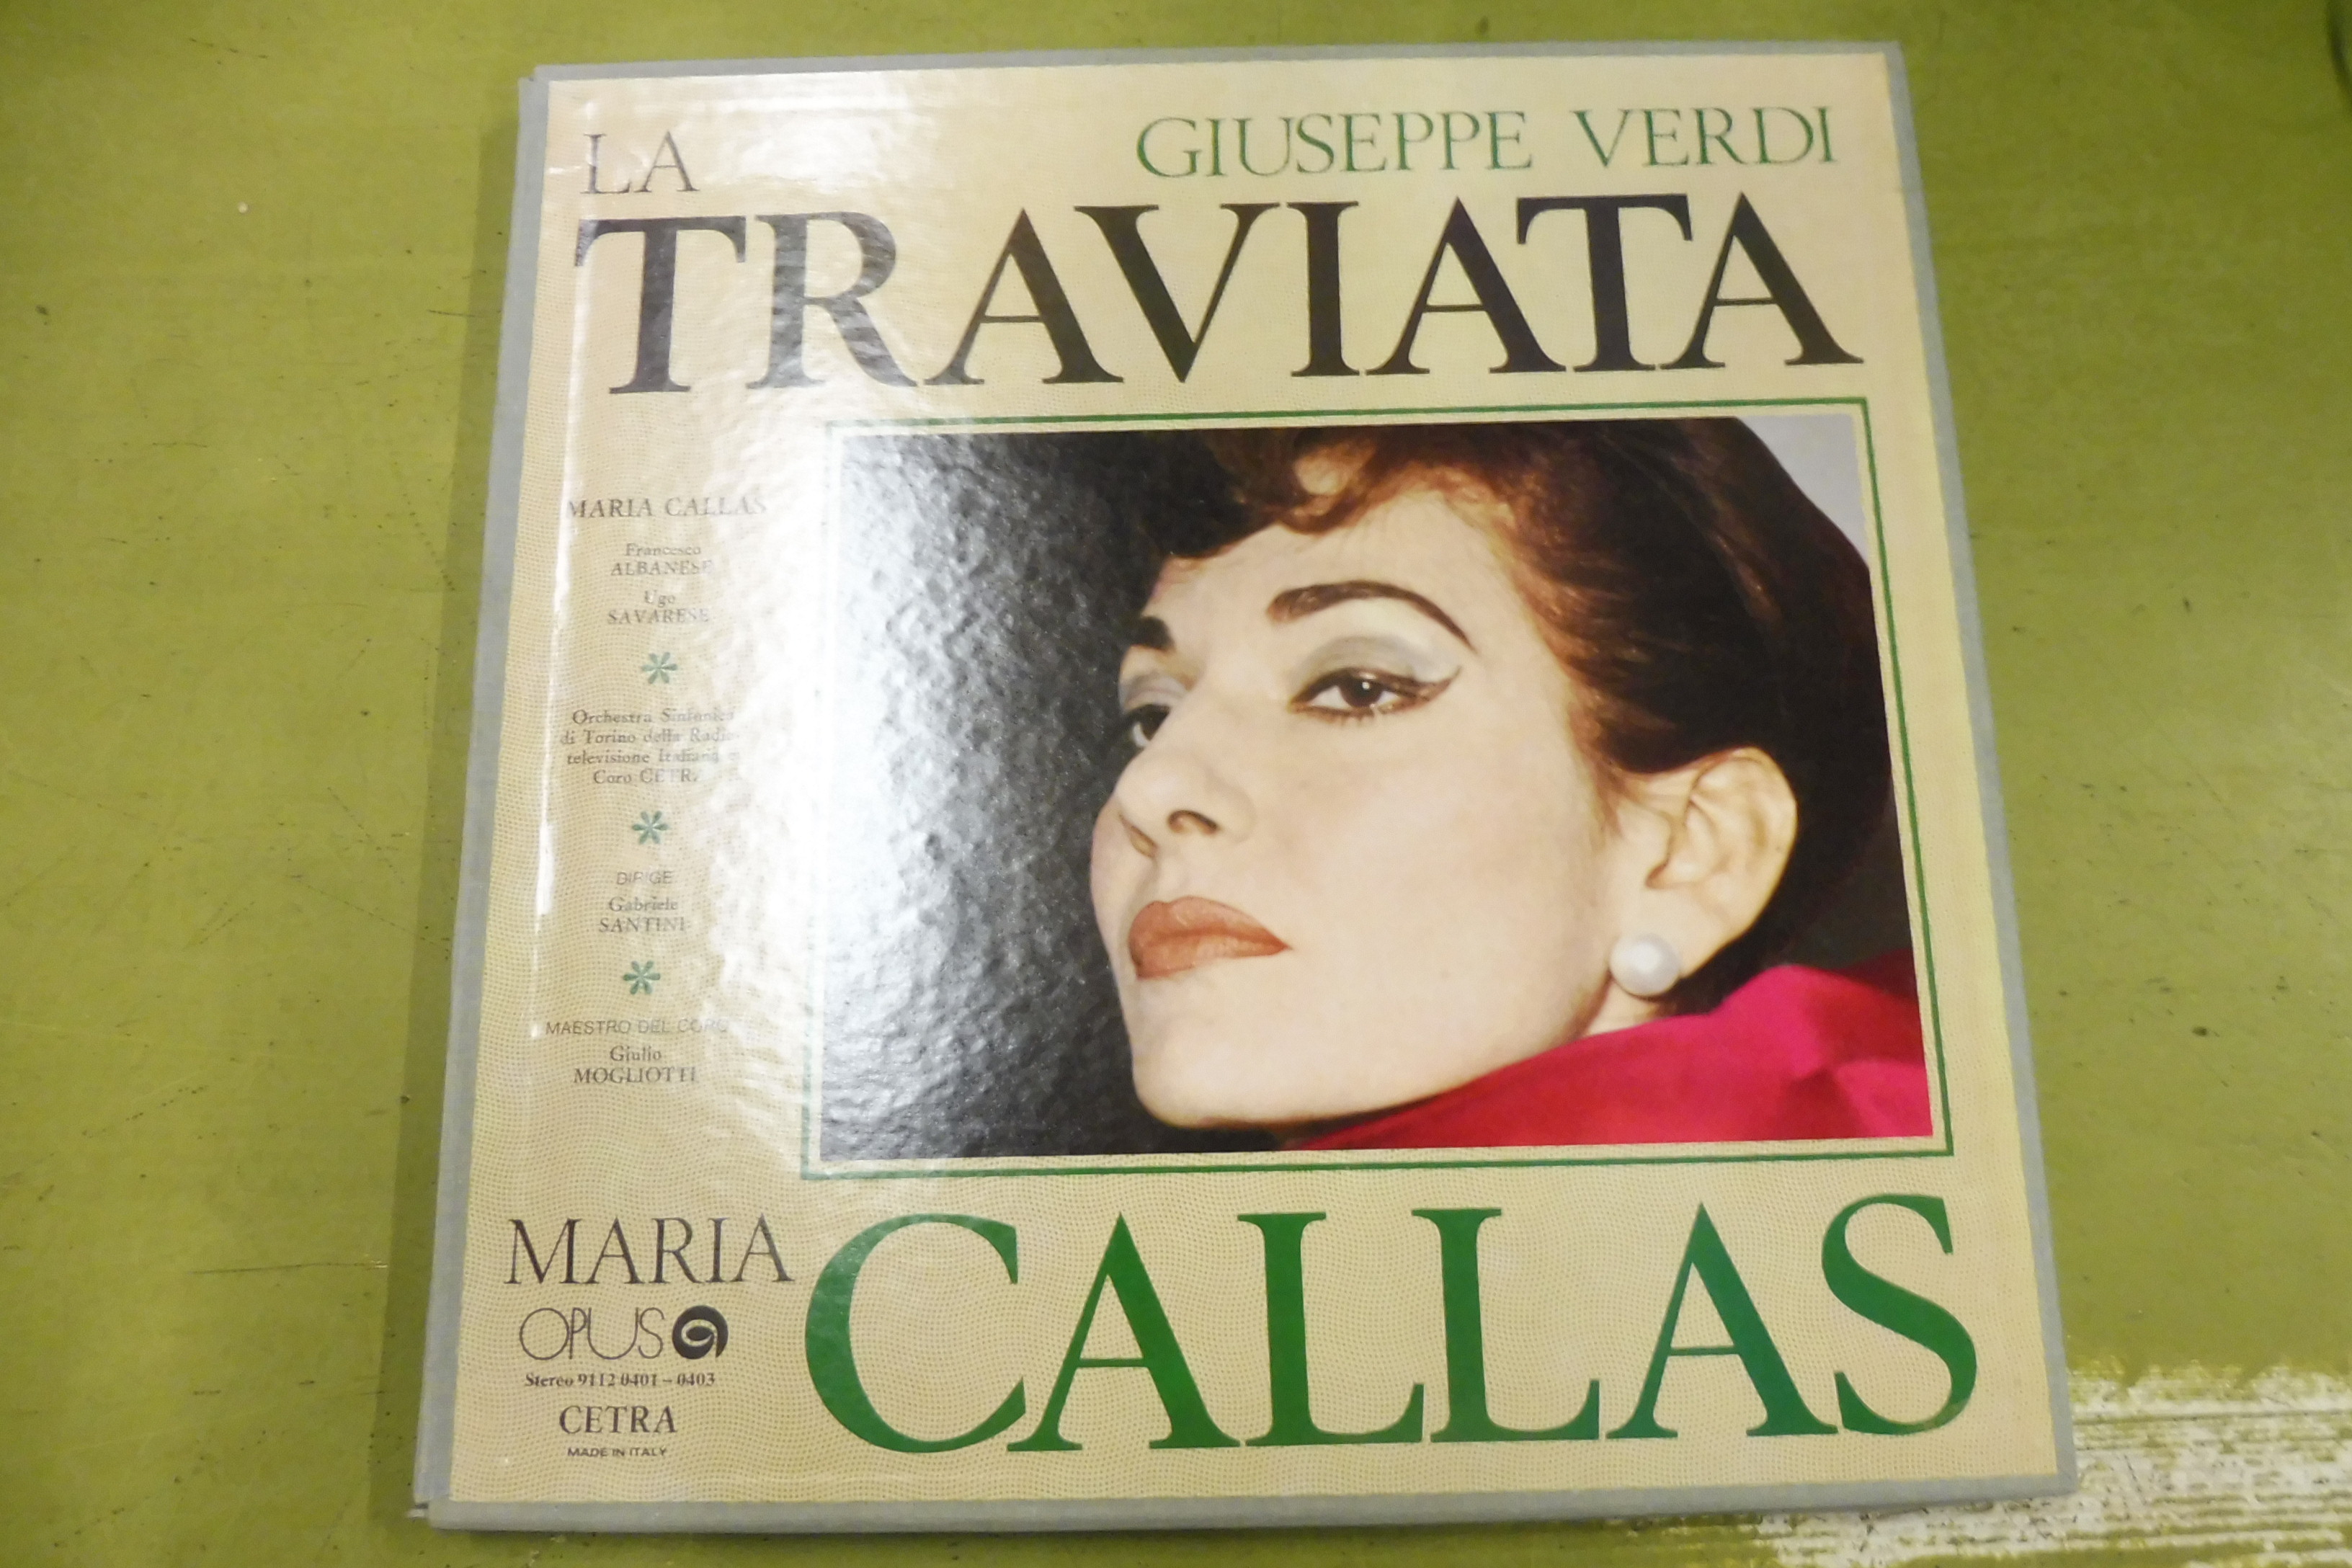 LA
GIUSEPPE VERDI
TRAVIATA
MARIA CALLAS
Francesco
ALBANESE
Ugo
SAVARESE
Orchestra Sinfonica
di Torino della Radio
televisione Italiana e
Coro CETRA
DIRIGE
Gabriele
SANTINI
MAESTRO DEL CORO
Giulio
MOGLIOTTI
MARIA
CALLAS
OPUS
Stereo 9112 0401 - 0403
CETRA
MADE IN ITALY